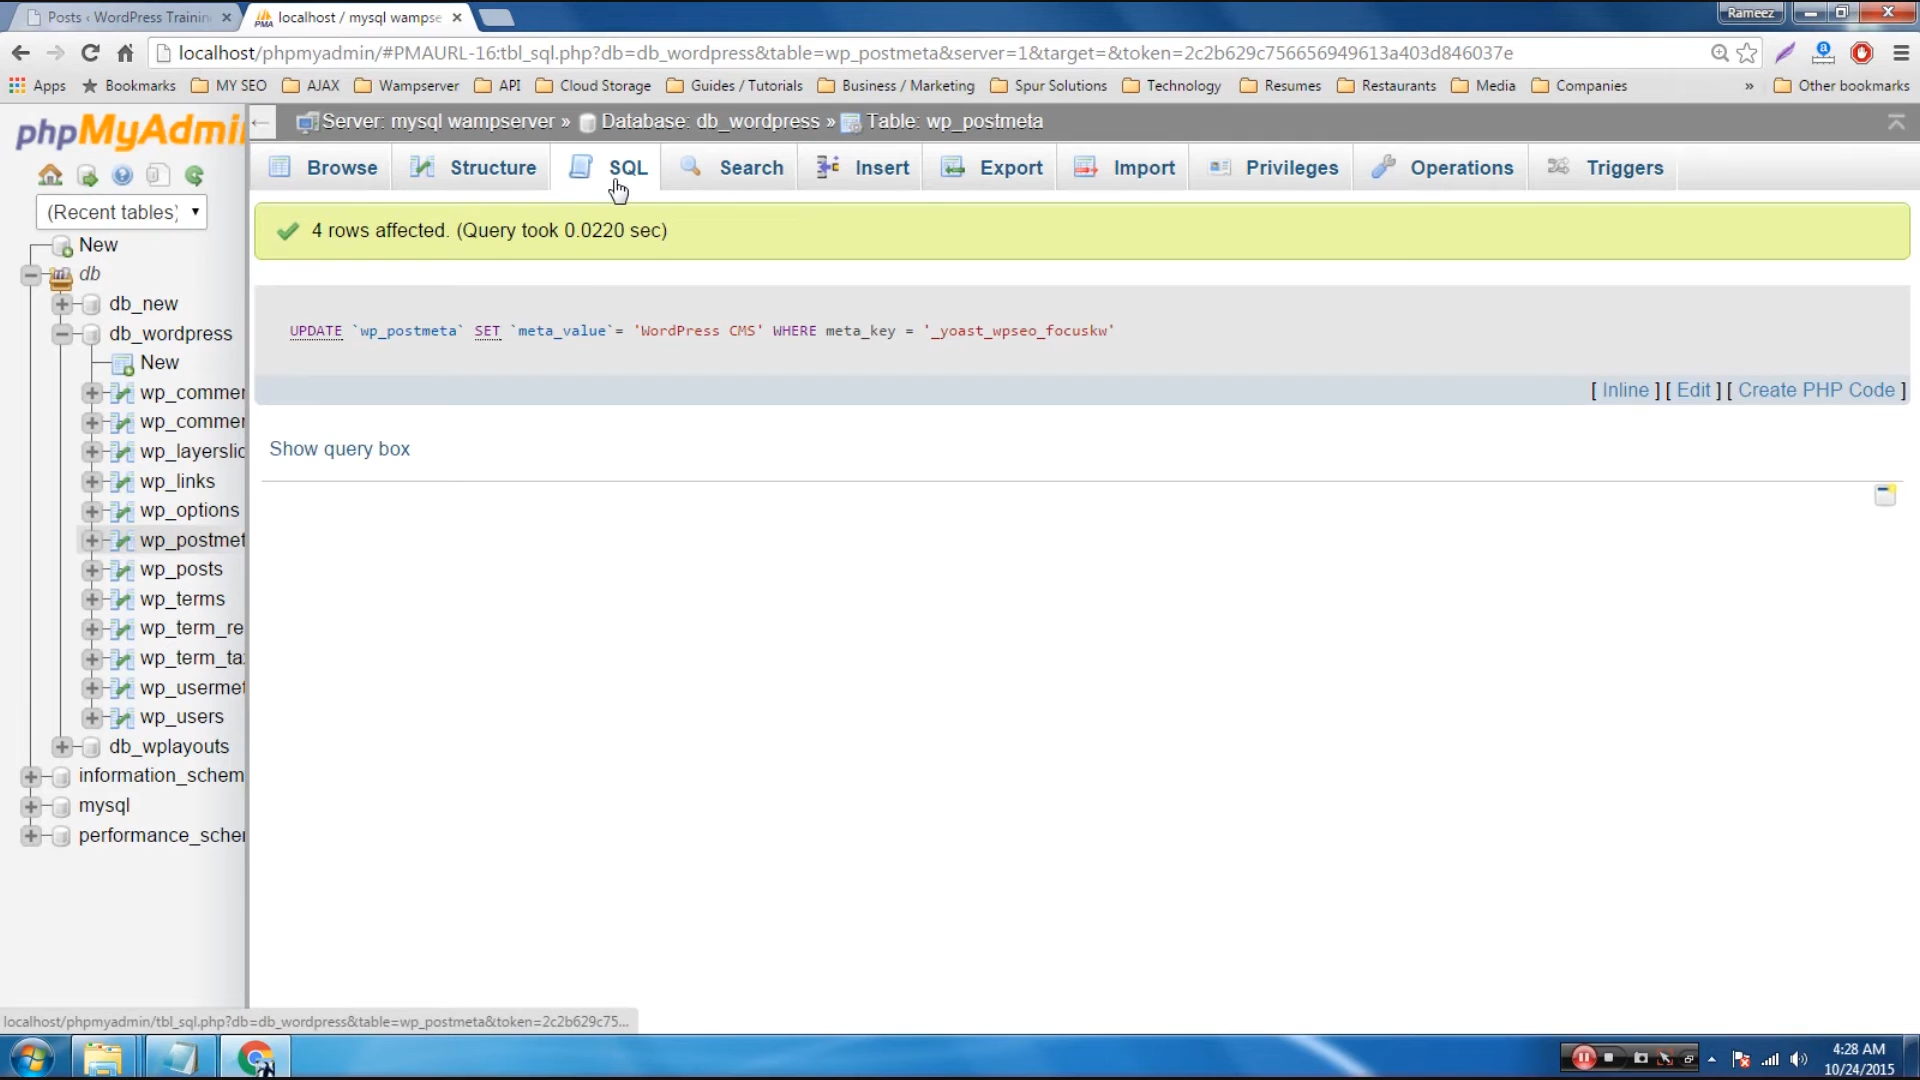 Posts ‹ WordPress Training
localhost / mysql wampse
Rameez
localhost/phpmyadmin/#PMAURL-16:tbl_sql.php?db=db_wordpress&table=wp_postmeta&server=1&target=&token=2c2b629c756656949613a403d846037e
Apps Bookmarks MY SEO AJAX Wampserver API Cloud Storage Guides / Tutorials Business / Marketing Spur Solutions Technology Resumes Restaurants Media Companies » Other bookmarks
phpMyAdmin
Server: mysql wampserver » Database: db_wordpress » Table: wp_postmeta
Browse Structure SQL Search Insert Export Import Privileges Operations Triggers
(Recent tables)
4 rows affected. (Query took 0.0220 sec)
New
db
db_new
db_wordpress
New
wp_commer
wp_commer
wp_layerslic
wp_links
wp_options
wp_postmet
wp_posts
wp_terms
wp_term_re
wp_term_ta
wp_usermet
wp_users
db_wplayouts
information_schem
mysql
performance_scher
UPDATE `wp_postmeta` SET `meta_value`= 'WordPress CMS' WHERE meta_key = '_yoast_wpseo_focuskw'
[ Inline ] [ Edit ] [ Create PHP Code ]
Show query box
localhost/phpmyadmin/tbl_sql.php?db=db_wordpress&table=wp_postmeta&token=2c2b629c75...
4:28 AM
10/24/2015